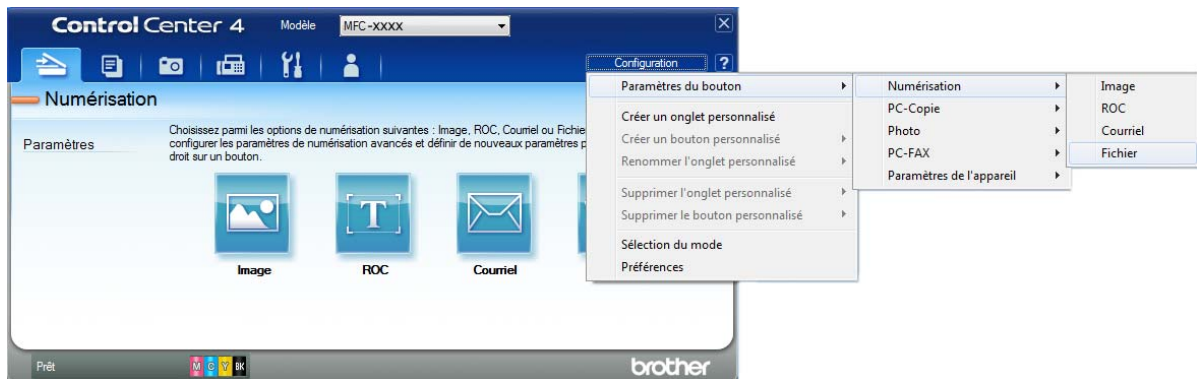 Control Center 4
Modèle
MFC-XXXX
Configuration
?
Numérisation
Paramètres
Choisissez parmi les options de numérisation suivantes : Image, ROC, Courriel ou Fichie
configurer les paramètres de numérisation avancés et définir de nouveaux paramètres p
droit sur un bouton.
Image
ROC
Courriel
Prêt
M C Y BK
brother
Paramètres du bouton
Créer un onglet personnalisé
Créer un bouton personnalisé
Renommer l'onglet personnalisé
Supprimer l'onglet personnalisé
Supprimer le bouton personnalisé
Sélection du mode
Préférences
Numérisation
PC-Copie
Photo
PC-FAX
Paramètres de l'appareil
Image
ROC
Courriel
Fichier